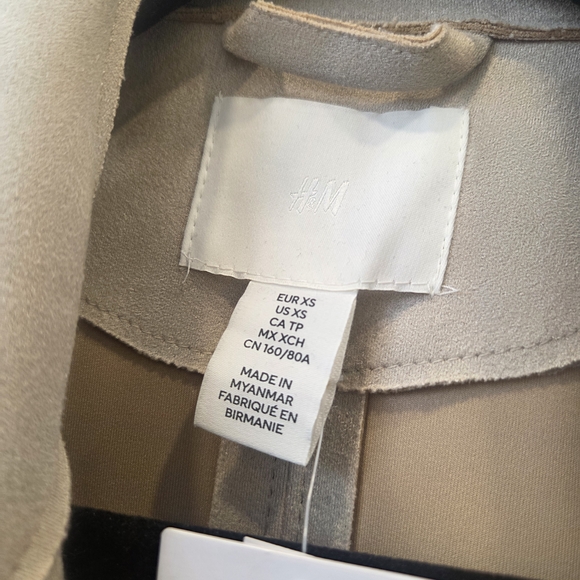 H&M
EUR XS
US XS
CA TP
MX XCH
CN 160/80A
MADE IN
MYANMAR
FABRIQUÉ EN
BIRMANIE